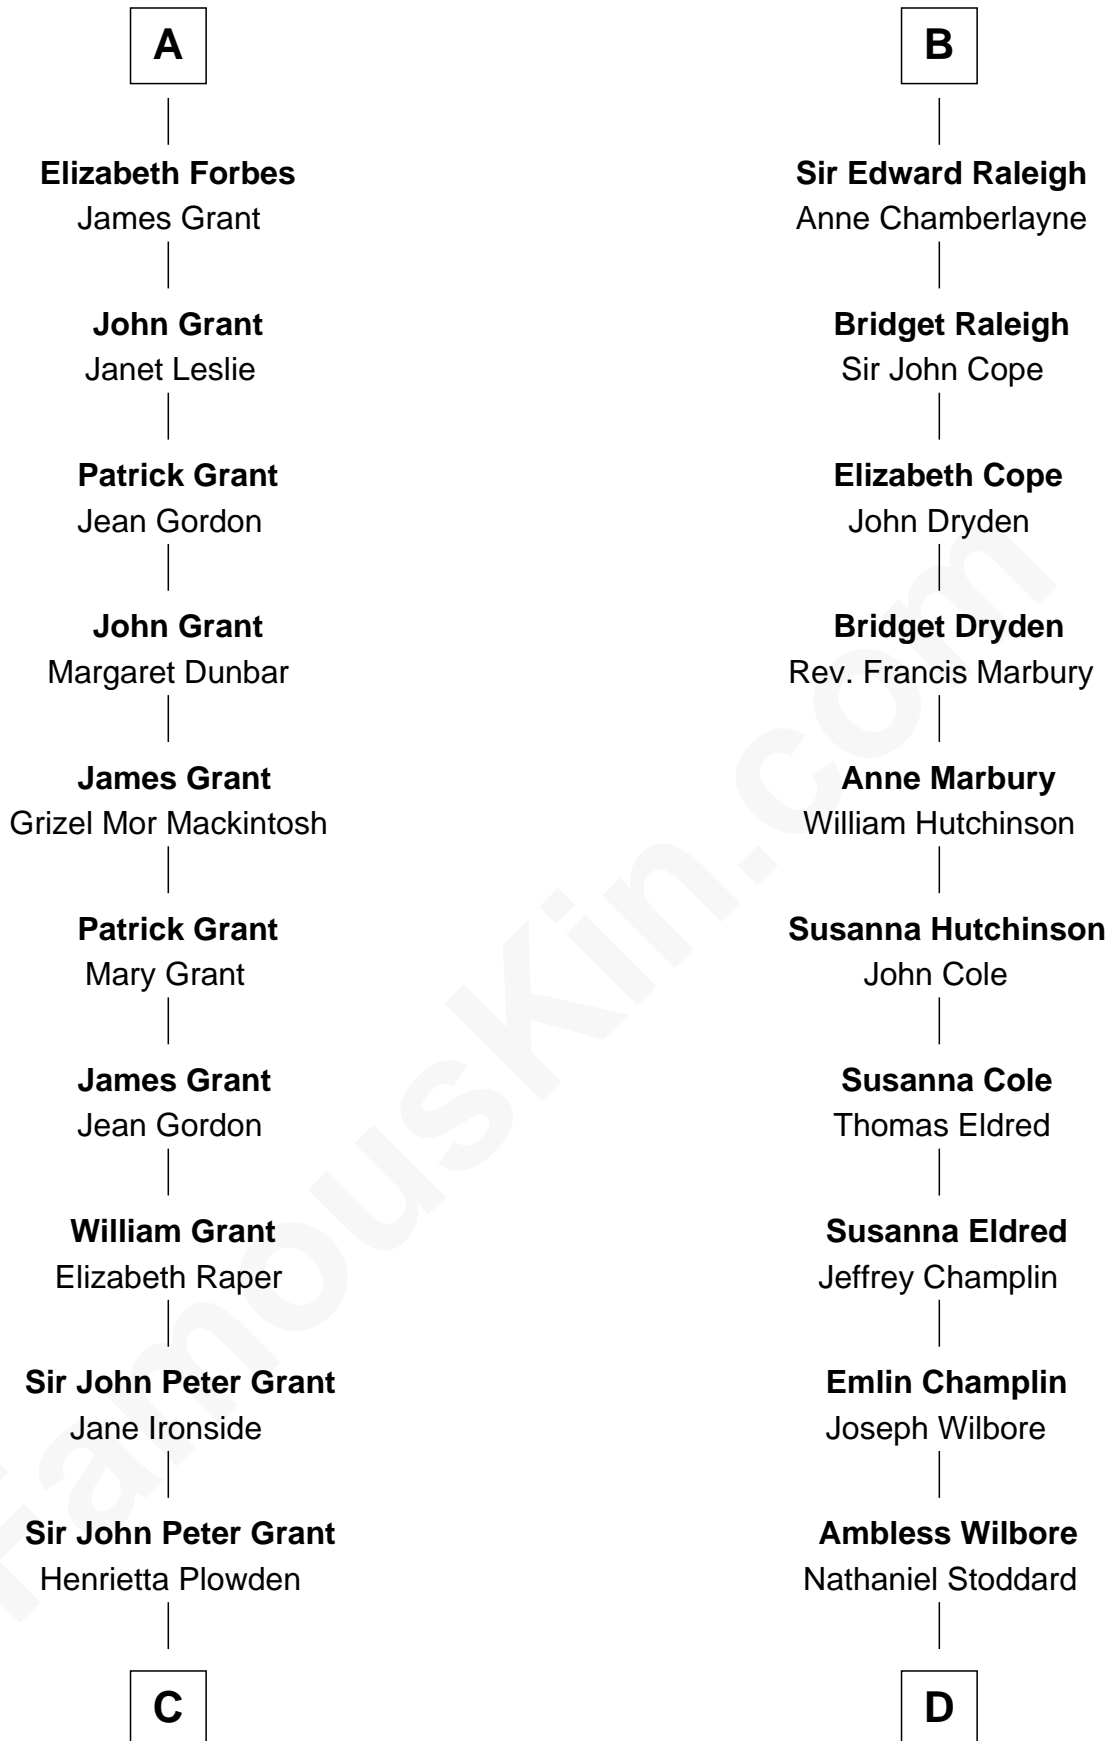 A
Elizabeth Forbes
James Grant
John Grant
Janet Leslie
Patrick Grant
Jean Gordon
John Grant
Margaret Dunbar
James Grant
Grizel Mor Mackintosh
Patrick Grant
Mary Grant
James Grant
Jean Gordon
William Grant
Elizabeth Raper
Sir John Peter Grant
Jane Ironside
Sir John Peter Grant
Henrietta Plowden
C
B
Sir Edward Raleigh
Anne Chamberlayne
Bridget Raleigh
Sir John Cope
Elizabeth Cope
John Dryden
Bridget Dryden
Rev. Francis Marbury
Anne Marbury
William Hutchinson
Susanna Hutchinson
John Cole
Susanna Cole
Thomas Eldred
Susanna Eldred
Jeffrey Champlin
Emlin Champlin
Joseph Wilbore
Ambless Wilbore
Nathaniel Stoddard
D
FamousKin.com